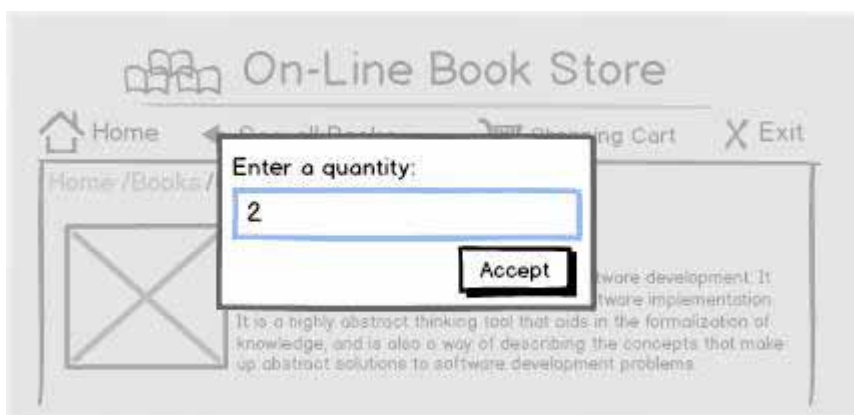 On-Line Book Store
Home
Shopping Cart
Exit
Home /Books/
Enter a quantity:
2
Accept
development. It
implementation
It is a highly abstract thinking tool that aids in the formalization of
knowledge, and is also a way of describing the concepts that make
up abstract solutions to software development problems.